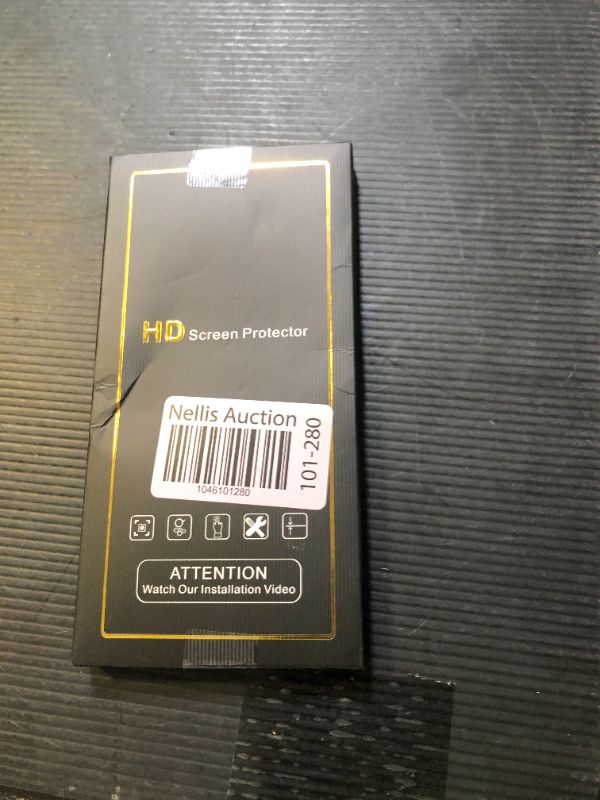 HD Screen Protector
Nellis Auction
1046101280
101-280
ATTENTION
Watch Our Installation Video